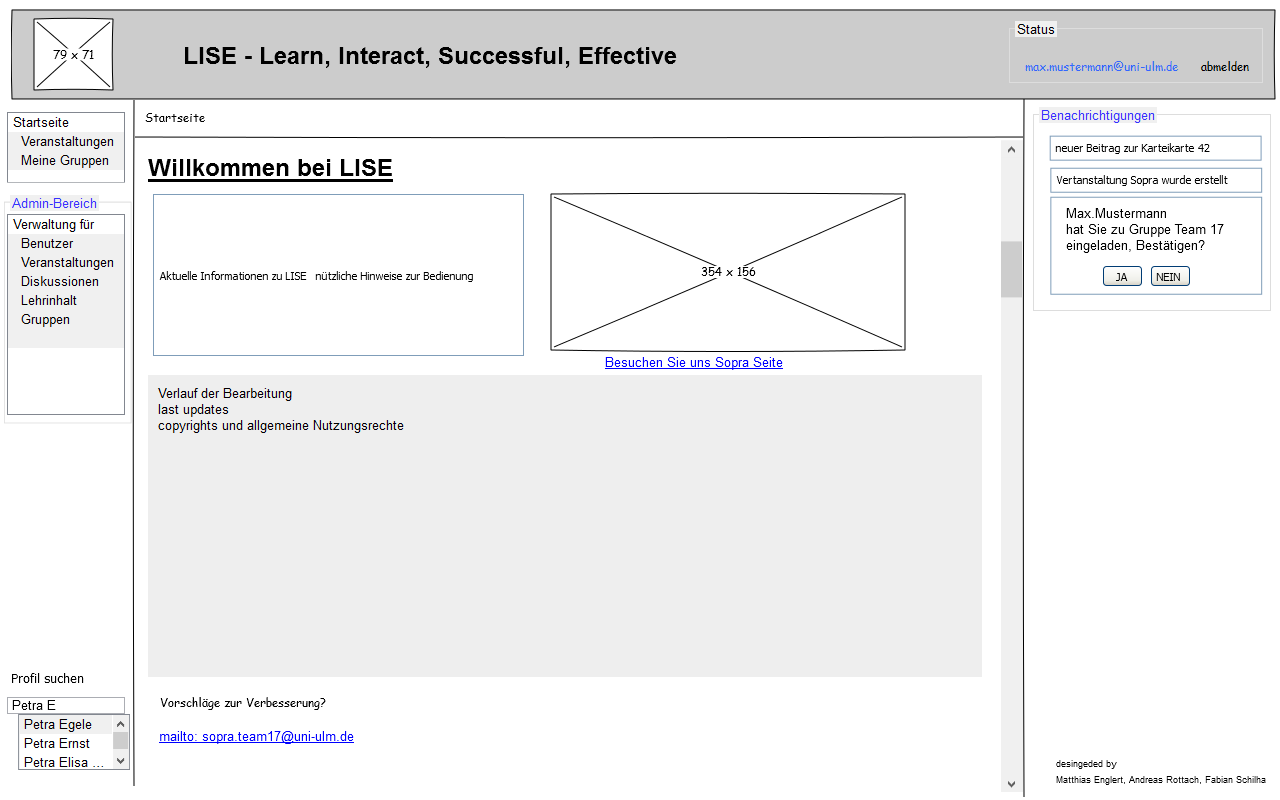 79 x 71
LISE - Learn, Interact, Successful, Effective
Status
max.mustermann@uni-ulm.de abmelden
Startseite
Veranstaltungen
Meine Gruppen
Admin-Bereich
Verwaltung für
Benutzer
Veranstaltungen
Diskussionen
Lehrinhalt
Gruppen
Profil suchen
Petra E
Petra Egele
Petra Ernst
Petra Elisa ...
Startseite
Willkommen bei LISE
Aktuelle Informationen zu LISE nützliche Hinweise zur Bedienung
354 x 156
Besuchen Sie uns Sopra Seite
Verlauf der Bearbeitung
last updates
copyrights und allgemeine Nutzungsrechte
Vorschläge zur Verbesserung?
mailto: sopra.team17@uni-ulm.de
Benachrichtigungen
neuer Beitrag zur Karteikarte 42
Vertanstaltung Sopra wurde erstellt
Max.Mustermann
hat Sie zu Gruppe Team 17
eingeladen, Bestätigen?
JA NEIN
desingeded by
Matthias Englert, Andreas Rottach, Fabian Schilha